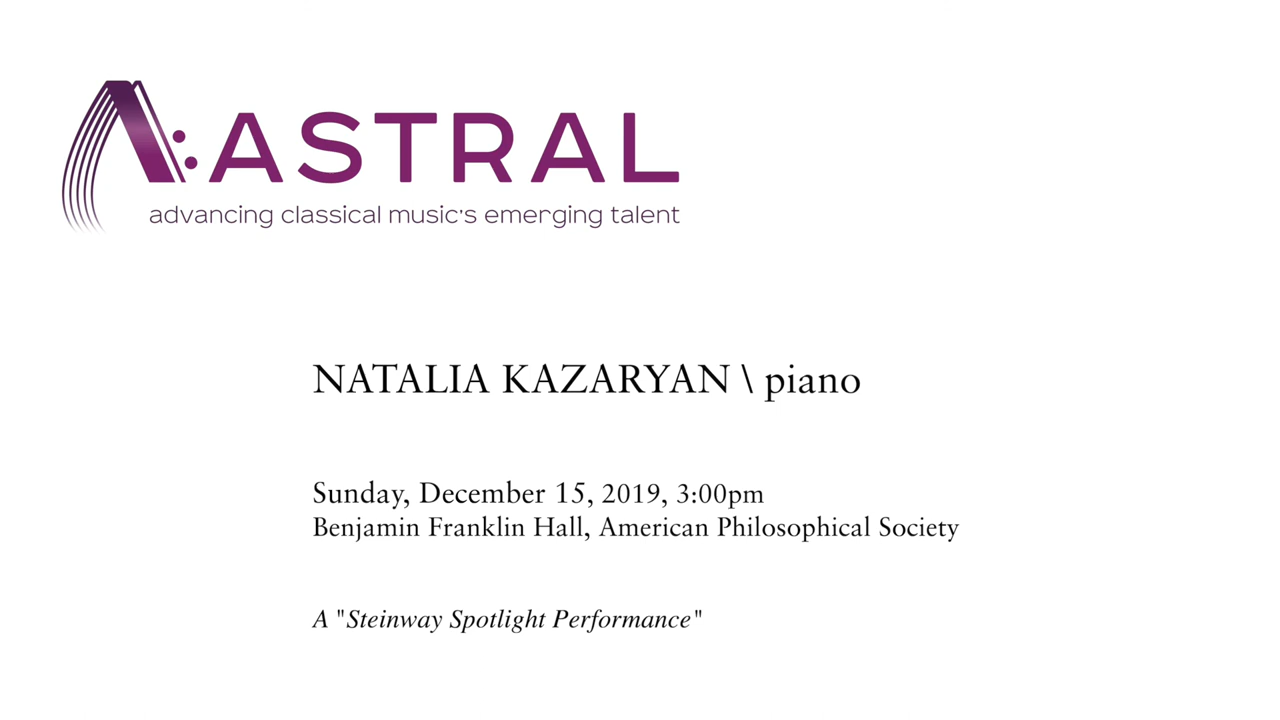 ASTRAL
advancing classical music's emerging talent
NATALIA KAZARYAN \ piano
Sunday, December 15, 2019, 3:00pm
Benjamin Franklin Hall, American Philosophical Society
A "Steinway Spotlight Performance"